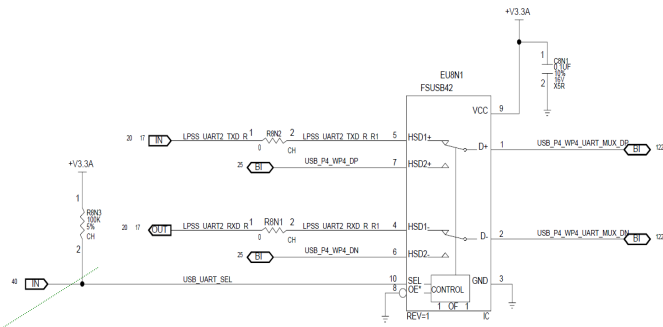 +V3.3A
1
C8N1
0.1UF
10%
16V
X5R
2
EU8N1
FSUSB42
VCC 9
20 17 IN LPSS_UART2_TXD_R 1 R8N2 2 LPSS_UART2_TXD_R_R1 5 HSD1+ D+ 1 USB_P4_WP4_UART_MUX_DP BI 122
0 CH
25 BI USB_P4_WP4_DP 7 HSD2+
+V3.3A
1
R8N3
100K
5%
CH
2
20 17 OUT LPSS_UART2_RXD_R 1 R8N1 2 LPSS_UART2_RXD_R_R1 4 HSD1- D- 2 USB_P4_WP4_UART_MUX_DN BI 122
0 CH
25 BI USB_P4_WP4_DN 6 HSD2-
40 IN USB_UART_SEL 10 SEL GND 3
8 OE* CONTROL
1 OF 1
REV=1 IC